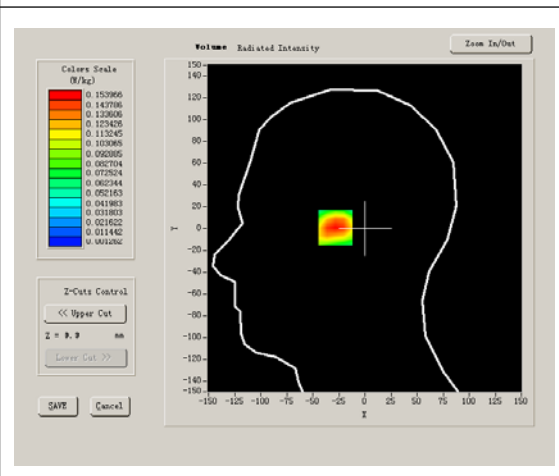 Volume Radiated Intensity
Zoom In/Out
Colors Scale
(W/kg)
0.153966
0.143786
0.133606
0.123426
0.113245
0.103065
0.092885
0.082704
0.072524
0.062344
0.052163
0.041983
0.031803
0.021622
0.011442
0.001262
Z-Cuts Control
<< Upper Cut
Z = mm
Lower Cut >>
SAVE
Cancel
150
140
120
100
80
60
40
20
0
-20
-40
-60
-80
-100
-120
-140
-150
Y
-150 -125 -100 -75 -50 -25 0 25 50 75 100 125 150
X